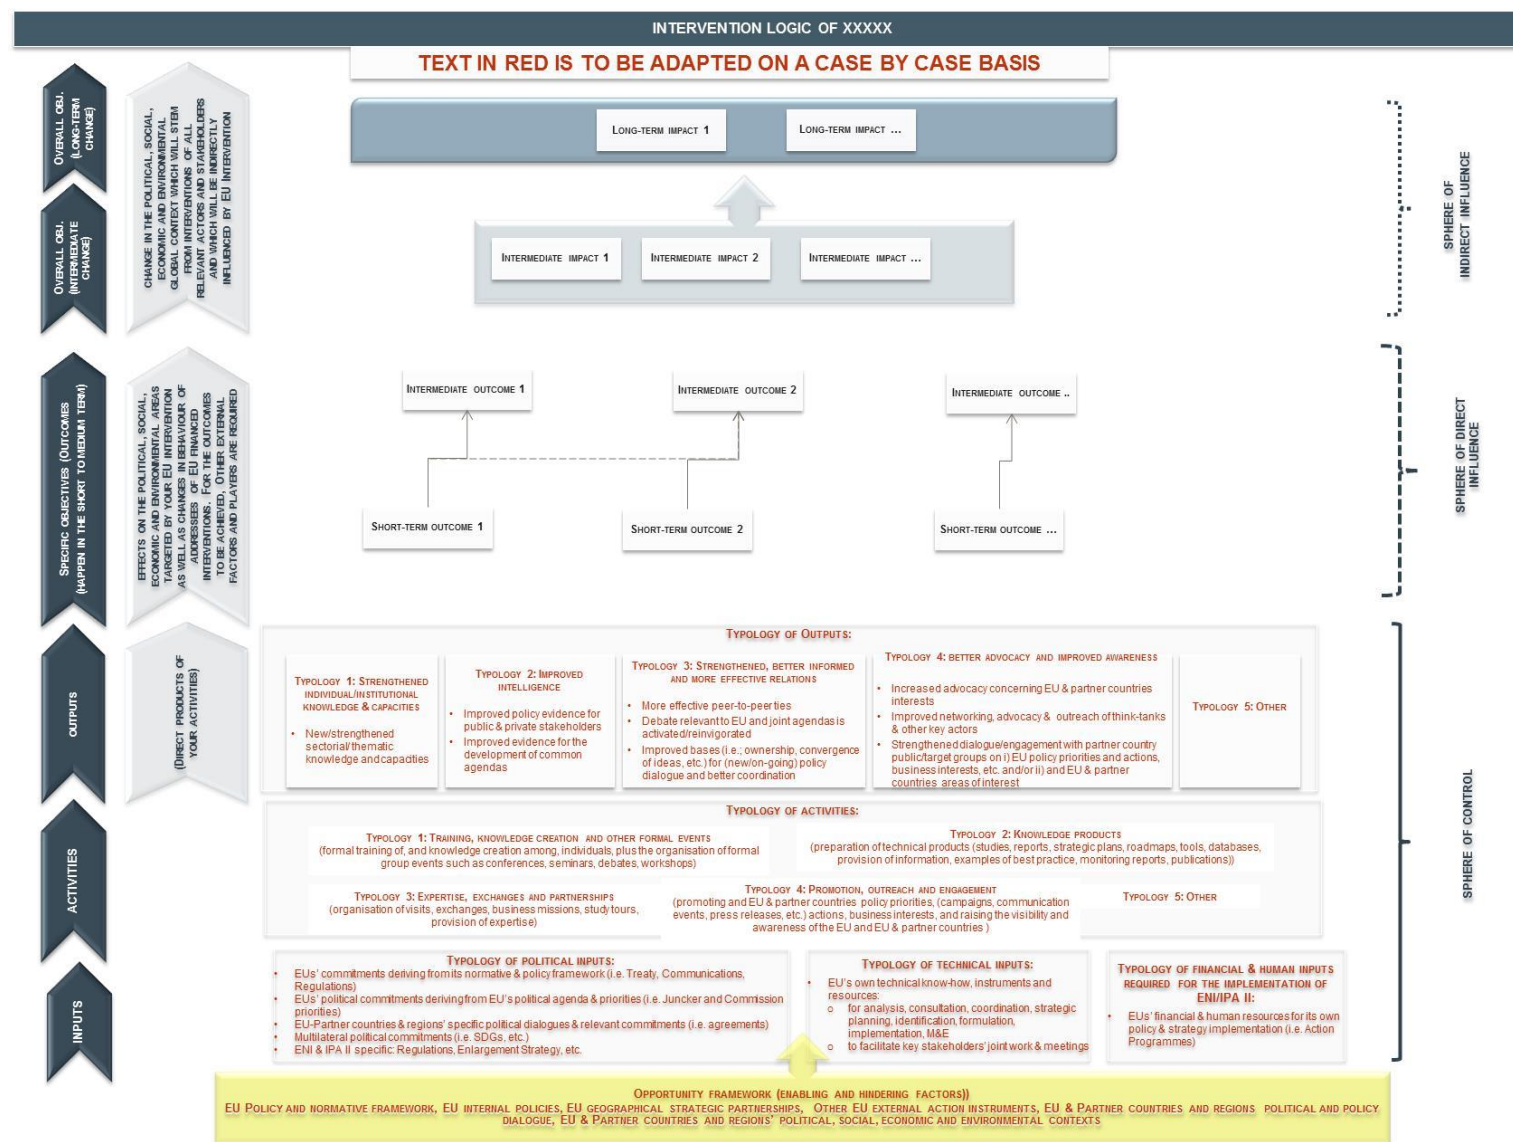 INTERVENTION LOGIC OF XXXXX
TEXT IN RED IS TO BE ADAPTED ON A CASE BY CASE BASIS
OVERALL OBJ.
(LONG-TERM
CHANGE)
OVERALL OBJ.
(INTERMEDIATE
CHANGE)
CHANGE IN THE POLITICAL, SOCIAL,
ECONOMIC AND ENVIRONMENTAL
GLOBAL CONTEXT WHICH WILL STEM
FROM INTERVENTIONS OF ALL
RELEVANT ACTORS AND STAKEHOLDERS
AND WHICH WILL BE INDIRECTLY
INFLUENCED BY EU INTERVENTION
LONG-TERM IMPACT 1
LONG-TERM IMPACT ...
INTERMEDIATE IMPACT 1
INTERMEDIATE IMPACT 2
INTERMEDIATE IMPACT ...
SPHERE OF
INDIRECT INFLUENCE
SPECIFIC OBJECTIVES (OUTCOMES
(HAPPEN IN THE SHORT TO MEDIUM TERM)
EFFECTS ON THE POLITICAL, SOCIAL,
ECONOMIC AND ENVIRONMENTAL AREAS
TARGETED BY YOUR EU INTERVENTION
AS WELL AS CHANGES IN BEHAVIOUR OF
ADDRESSEES OF EU FINANCED
INTERVENTIONS. FOR THE OUTCOMES
TO BE ACHIEVED, OTHER EXTERNAL
FACTORS AND PLAYERS ARE REQUIRED
INTERMEDIATE OUTCOME 1
INTERMEDIATE OUTCOME 2
INTERMEDIATE OUTCOME ..
SHORT-TERM OUTCOME 1
SHORT-TERM OUTCOME 2
SHORT-TERM OUTCOME ...
SPHERE OF DIRECT
INFLUENCE
OUTPUTS
(DIRECT PRODUCTS OF
YOUR ACTIVITIES)
TYPOLOGY OF OUTPUTS:
TYPOLOGY 1: STRENGTHENED
INDIVIDUAL/INSTITUTIONAL
KNOWLEDGE & CAPACITIES
• New/strengthened
sectorial/thematic
knowledge and capacities
TYPOLOGY 2: IMPROVED
INTELLIGENCE
• Improved policy evidence for
public & private stakeholders
• Improved evidence for the
development of common
agendas
TYPOLOGY 3: STRENGTHENED, BETTER INFORMED
AND MORE EFFECTIVE RELATIONS
• More effective peer-to-peer ties
• Debate relevant to EU and joint agendas is
activated/reinvigorated
• Improved bases (i.e.; ownership, convergence
of ideas, etc.) for (new/on-going) policy
dialogue and better coordination
TYPOLOGY 4: BETTER ADVOCACY AND IMPROVED AWARENESS
• Increased advocacy concerning EU & partner countries
interests
• Improved networking, advocacy & outreach of think-tanks
& other key actors
• Strengthened dialogue/engagement with partner country
public/target groups on i) EU policy priorities and actions,
business interests, etc. and/or ii) and EU & partner
countries areas of interest
TYPOLOGY 5: OTHER
ACTIVITIES
TYPOLOGY OF ACTIVITIES:
TYPOLOGY 1: TRAINING, KNOWLEDGE CREATION AND OTHER FORMAL EVENTS
(formal training of, and knowledge creation among, individuals, plus the organisation of formal
group events such as conferences, seminars, debates, workshops)
TYPOLOGY 2: KNOWLEDGE PRODUCTS
(preparation of technical products (studies, reports, strategic plans, roadmaps, tools, databases,
provision of information, examples of best practice, monitoring reports, publications))
TYPOLOGY 3: EXPERTISE, EXCHANGES AND PARTNERSHIPS
(organisation of visits, exchanges, business missions, study tours,
provision of expertise)
TYPOLOGY 4: PROMOTION, OUTREACH AND ENGAGEMENT
(promoting and EU & partner countries policy priorities, (campaigns, communication
events, press releases, etc.) actions, business interests, and raising the visibility and
awareness of the EU and EU & partner countries )
TYPOLOGY 5: OTHER
SPHERE OF CONTROL
INPUTS
TYPOLOGY OF POLITICAL INPUTS:
• EUs' commitments deriving from its normative & policy framework (i.e. Treaty, Communications,
Regulations)
• EUs' political commitments deriving from EU's political agenda & priorities (i.e. Juncker and Commission
priorities)
• EU-Partner countries & regions' specific political dialogues & relevant commitments (i.e. agreements)
• Multilateral political commitments (i.e. SDGs, etc.)
• ENI & IPA II specific: Regulations, Enlargement Strategy, etc.
TYPOLOGY OF TECHNICAL INPUTS:
• EU's own technical know-how, instruments and
resources:
o for analysis, consultation, coordination, strategic
planning, identification, formulation,
implementation, M&E
o to facilitate key stakeholders' joint work & meetings
TYPOLOGY OF FINANCIAL & HUMAN INPUTS
REQUIRED FOR THE IMPLEMENTATION OF
ENI/IPA II:
• EUs' financial & human resources for its own
policy & strategy implementation (i.e. Action
Programmes)
OPPORTUNITY FRAMEWORK (ENABLING AND HINDERING FACTORS))
EU POLICY AND NORMATIVE FRAMEWORK, EU INTERNAL POLICIES, EU GEOGRAPHICAL STRATEGIC PARTNERSHIPS, OTHER EU EXTERNAL ACTION INSTRUMENTS, EU & PARTNER COUNTRIES AND REGIONS POLITICAL AND POLICY
DIALOGUE, EU & PARTNER COUNTRIES AND REGIONS' POLITICAL, SOCIAL, ECONOMIC AND ENVIRONMENTAL CONTEXTS